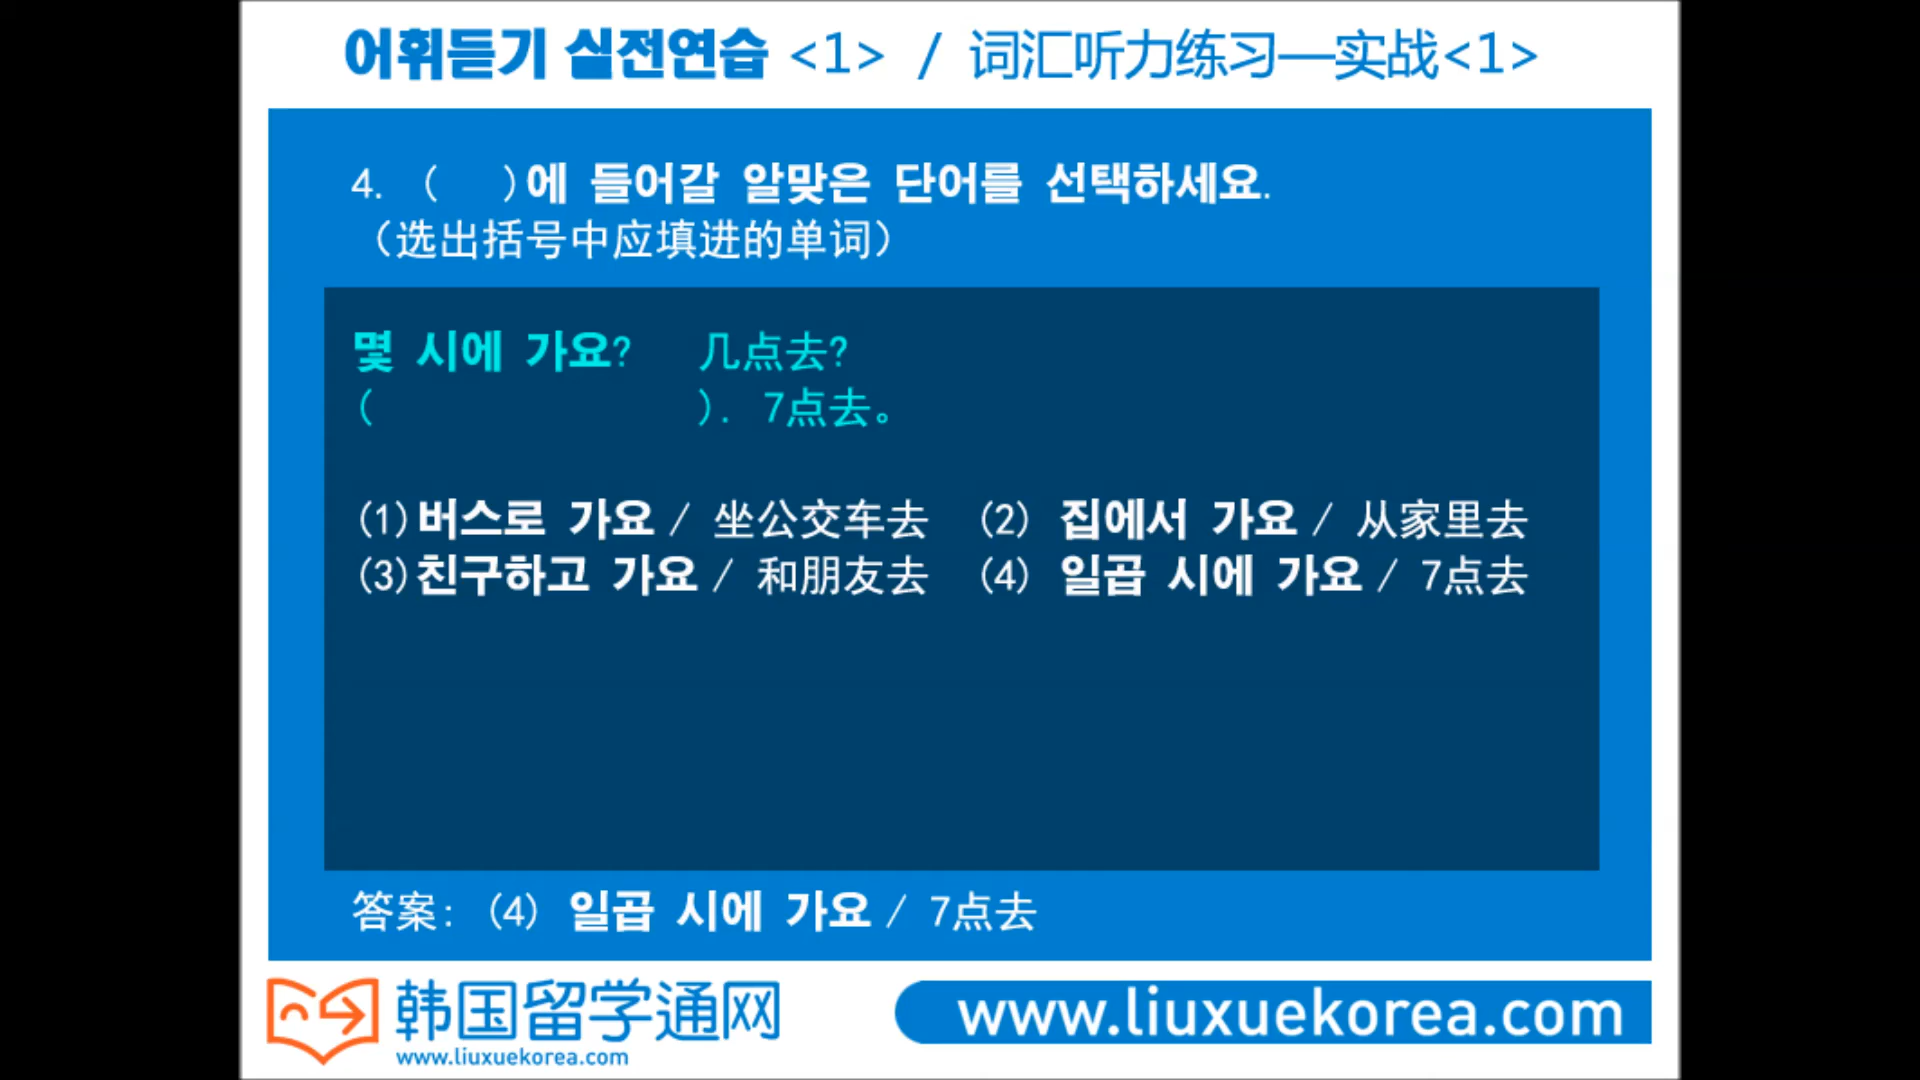 어휘듣기 실전연습 <1> / 词汇听力练习—实战<1>
4. (   )에 들어갈 알맞은 단어를 선택하세요.
（选出括号中应填进的单词）
몇 시에 가요? 几点去?
(          ). 7点去。
(1)버스로 가요 / 坐公交车去 (2) 집에서 가요 / 从家里去
(3)친구하고 가요 / 和朋友去 (4) 일곱 시에 가요 / 7点去
答案: (4) 일곱 시에 가요 / 7点去
韩国留学通网
www.liuxuekorea.com
www.liuxuekorea.com